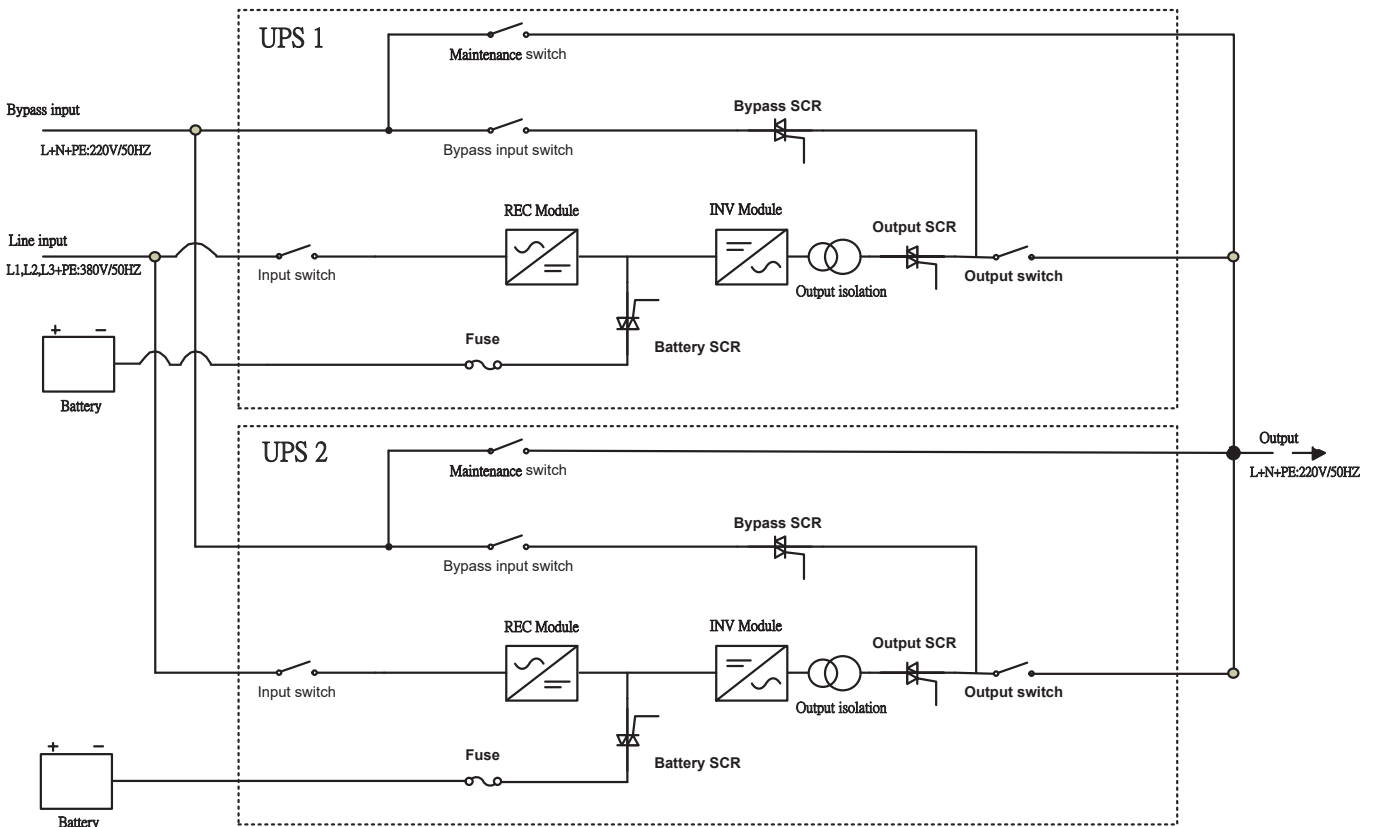 UPS 1
Maintenance switch
Bypass input
Bypass SCR
L+N+PE:220V/50HZ
Bypass input switch
REC Module
INV Module
Output SCR
Line input
L1,L2,L3+PE:380V/50HZ
Input switch
Output switch
Output isolation
+ −
Fuse
Battery SCR
Battery
UPS 2
Output
Maintenance switch
L+N+PE:220V/50HZ
Bypass SCR
Bypass input switch
REC Module
INV Module
Output SCR
Input switch
Output switch
Output isolation
+ −
Fuse
Battery SCR
Battery